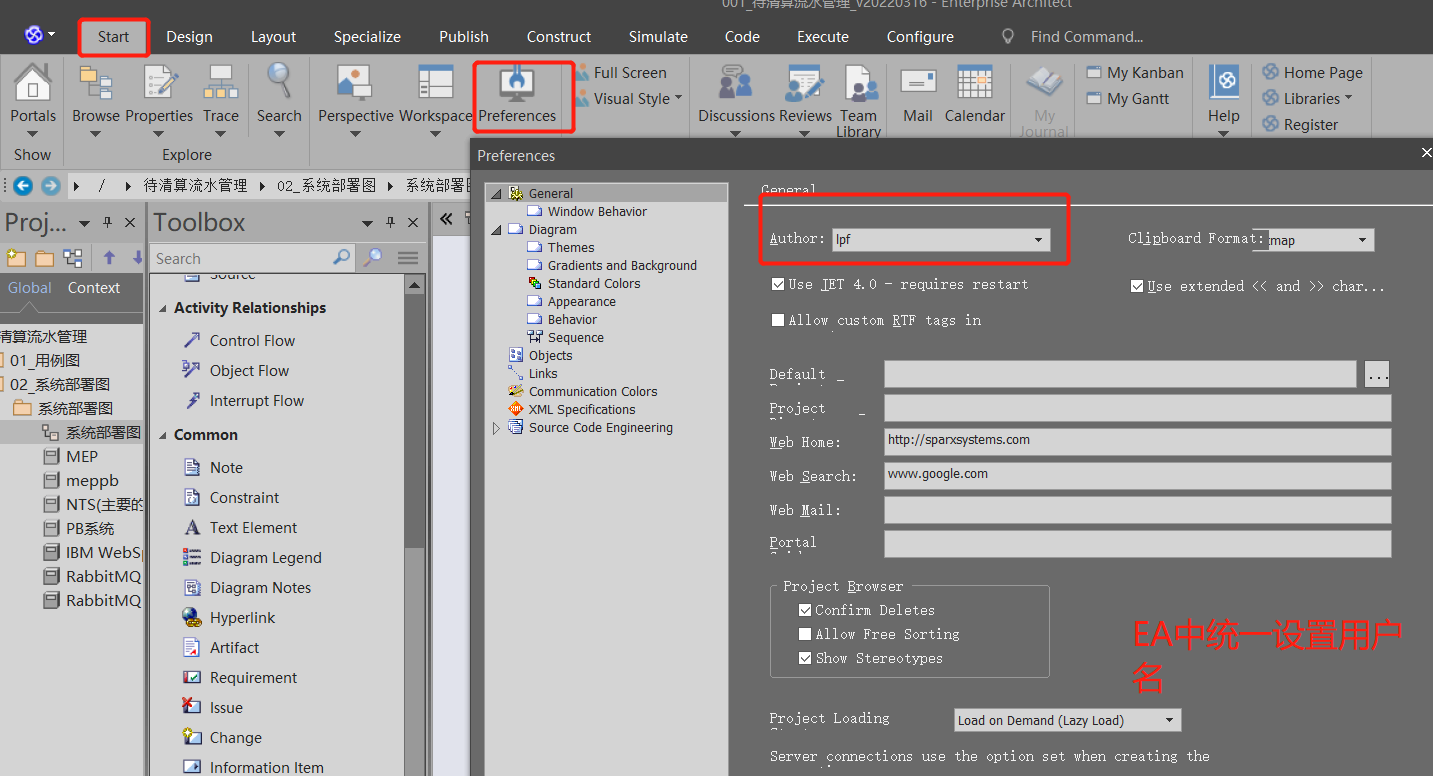 001_待清算流水管理_v20220316 - Enterprise Architect
Start Design Layout Specialize Publish Construct Simulate Code Execute Configure Find Command...
Portals Browse Properties Trace Search Perspective Workspace Preferences Full Screen Visual Style Discussions Reviews Team Library Mail Calendar My Journal My Kanban My Gantt Help Home Page Libraries Register
Show Explore
/ 待清算流水管理 02_系统部署图 系统部署图
Proj...
Global Context
清算流水管理
01_用例图
02_系统部署图
系统部署图
系统部署图
MEP
meppb
NTS(主要的
PB系统
IBM WebSp
RabbitMQ
RabbitMQ
Toolbox
Search
Source
Activity Relationships
Control Flow
Object Flow
Interrupt Flow
Common
Note
Constraint
Text Element
Diagram Legend
Diagram Notes
Hyperlink
Artifact
Requirement
Issue
Change
Information Item
Preferences
General
Window Behavior
Diagram
Themes
Gradients and Background
Standard Colors
Appearance
Behavior
Sequence
Objects
Links
Communication Colors
XML Specifications
Source Code Engineering
General
Author: lpf Clipboard Format: tmap
Use JET 4.0 - requires restart Use extended << and >> char...
Allow custom RTF tags in
Default
...
Project
Web Home: http://sparxsystems.com
Web Search: www.google.com
Web Mail:
Portal
Project Browser
Confirm Deletes
Allow Free Sorting
Show Stereotypes
EA中统一设置用户
名
Project Loading Load on Demand (Lazy Load)
Server connections use the option set when creating the